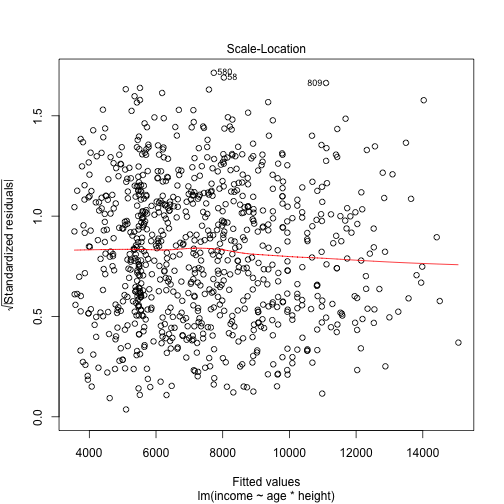 Scale-Location
580
58
809
√|Standardized residuals|
0.0
0.5
1.0
1.5
4000 6000 8000 10000 12000 14000
Fitted values
lm(income ~ age * height)